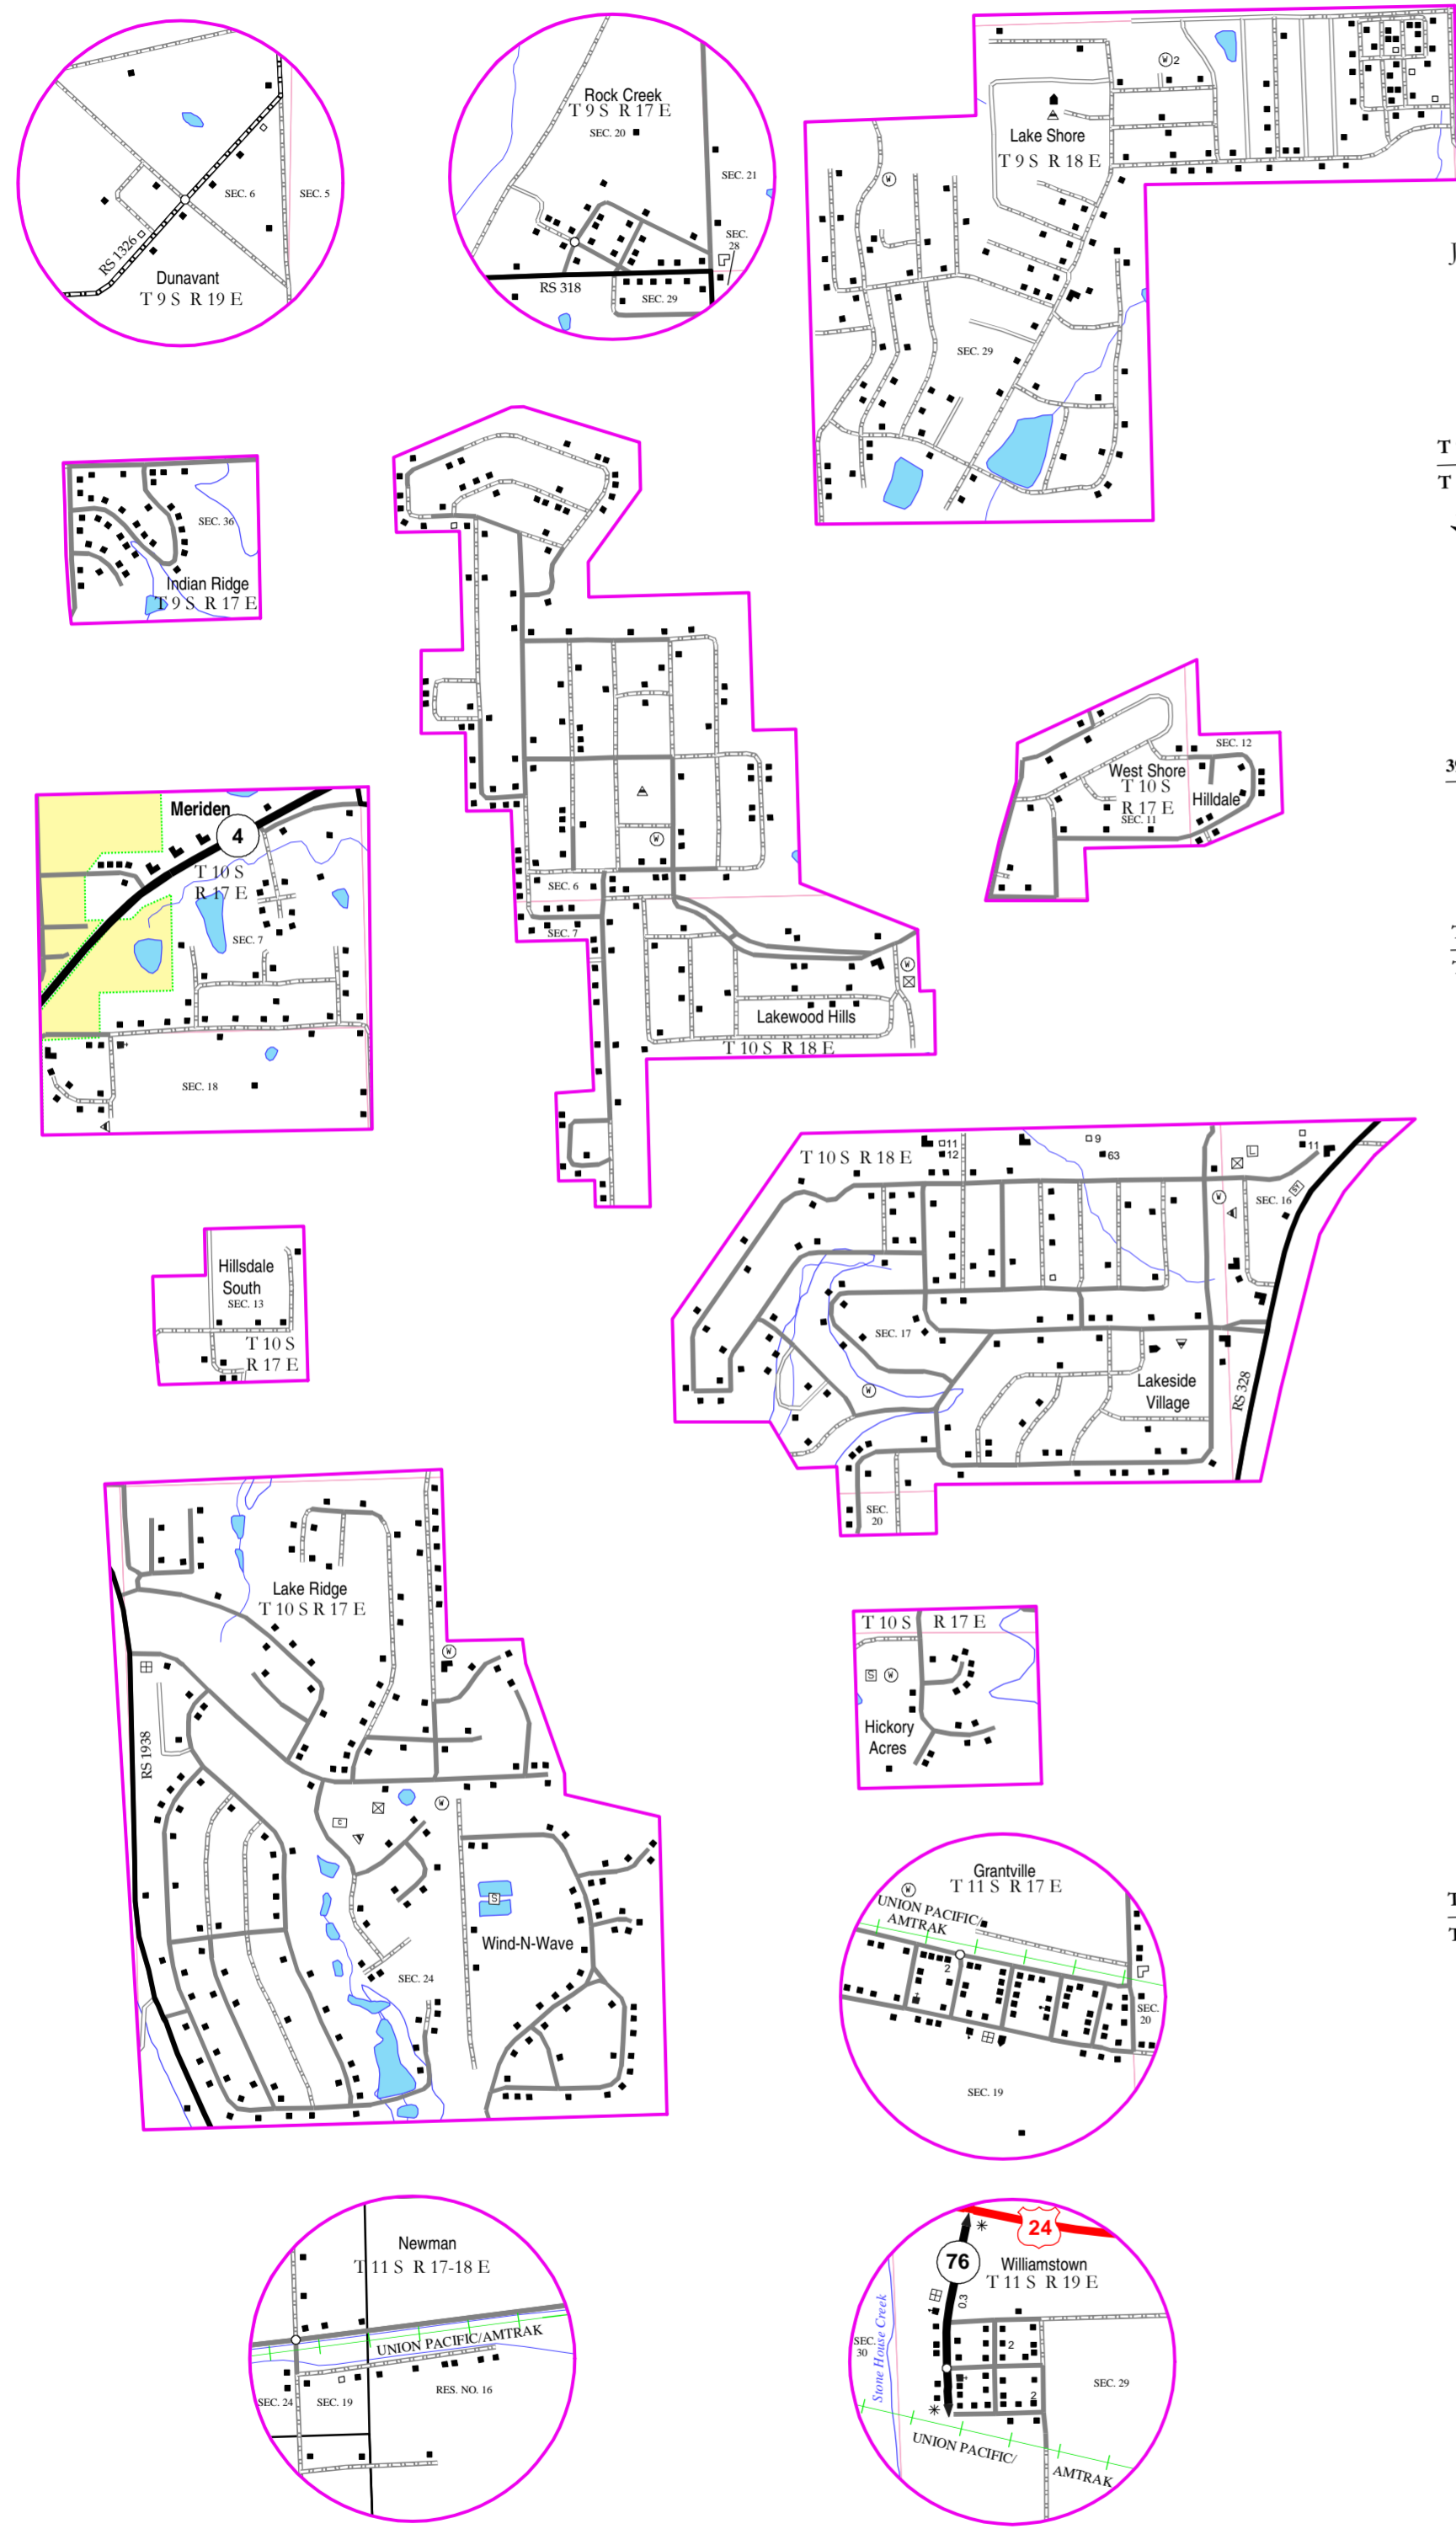 SEC. 6
SEC. 5
RS 1326
Dunavant
T 9 S R 19 E
Rock Creek
T 9 S R 17 E
SEC. 20
SEC. 21
SEC.
28
RS 318
SEC. 29
W 2
Lake Shore
T 9 S R 18 E
W
SEC. 29
J
T
T
SEC. 36
Indian Ridge
T 9 S R 17 E
W
SEC. 6
SEC. 7
W
Lakewood Hills
T 10 S R 18 E
SEC. 12
West Shore
T 10 S
R 17 E
Hilldale
SEC. 11
Meriden
4
T 10 S
R 17 E
SEC. 7
SEC. 18
T 10 S R 18 E
11
12
9
63
L
11
SY
W
SEC. 16
SEC. 17
W
Lakeside
Village
RS 328
SEC.
20
Hillsdale
South
SEC. 13
T 10 S
R 17 E
Lake Ridge
T 10 S R 17 E
W
RS 1938
C
W
S
Wind-N-Wave
SEC. 24
T 10 S R 17 E
S W
Hickory
Acres
Grantville
T 11 S R 17 E
W
UNION PACIFIC/
AMTRAK
2
SEC.
20
SEC. 19
T
T
Newman
T 11 S R 17-18 E
UNION PACIFIC/AMTRAK
SEC. 24
SEC. 19
RES. NO. 16
24
76
Williamstown
T 11 S R 19 E
0.3
Stone House Creek
SEC.
30
2
2
SEC. 29
UNION PACIFIC/
AMTRAK